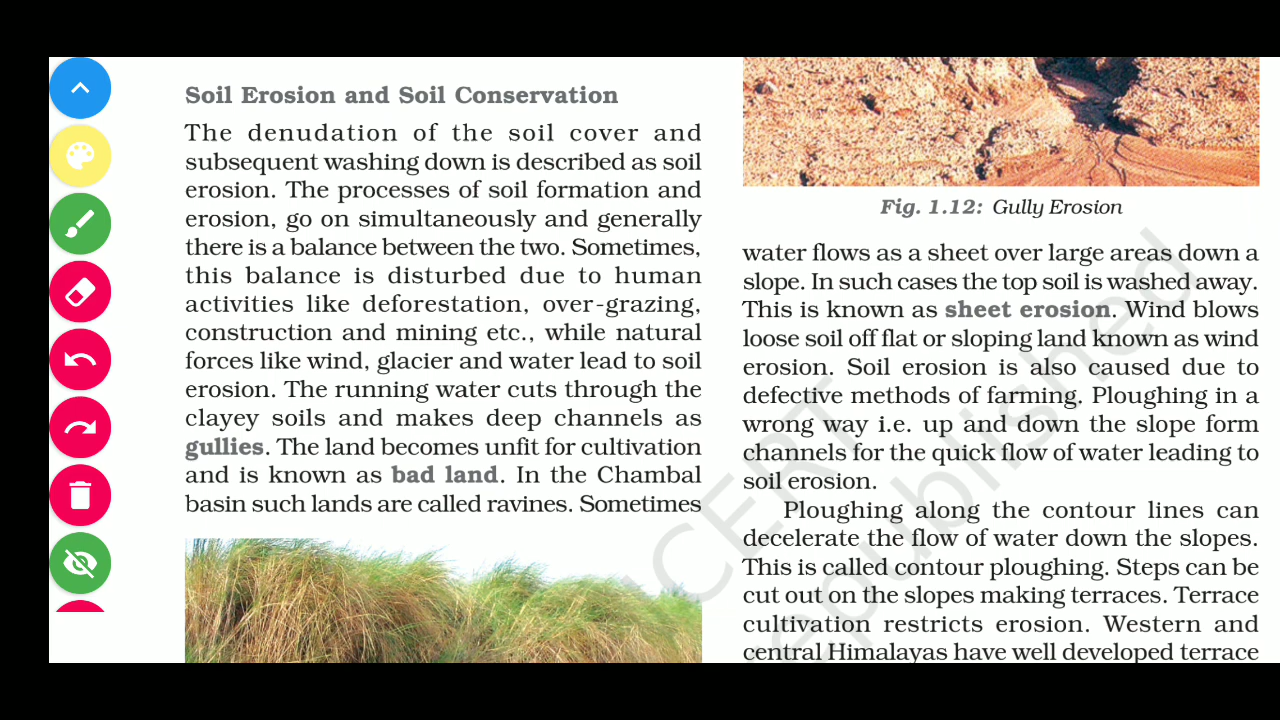 Soil Erosion and Soil Conservation
The denudation of the soil cover and
subsequent washing down is described as soil
erosion. The processes of soil formation and
erosion, go on simultaneously and generally
there is a balance between the two. Sometimes,
this balance is disturbed due to human
activities like deforestation, over-grazing,
construction and mining etc., while natural
forces like wind, glacier and water lead to soil
erosion. The running water cuts through the
clayey soils and makes deep channels as
gullies. The land becomes unfit for cultivation
and is known as bad land. In the Chambal
basin such lands are called ravines. Sometimes
Fig. 1.12: Gully Erosion
water flows as a sheet over large areas down a
slope. In such cases the top soil is washed away.
This is known as sheet erosion. Wind blows
loose soil off flat or sloping land known as wind
erosion. Soil erosion is also caused due to
defective methods of farming. Ploughing in a
wrong way i.e. up and down the slope form
channels for the quick flow of water leading to
soil erosion.
Ploughing along the contour lines can
decelerate the flow of water down the slopes.
This is called contour ploughing. Steps can be
cut out on the slopes making terraces. Terrace
cultivation restricts erosion. Western and
central Himalayas have well developed terrace
CERT
epublished